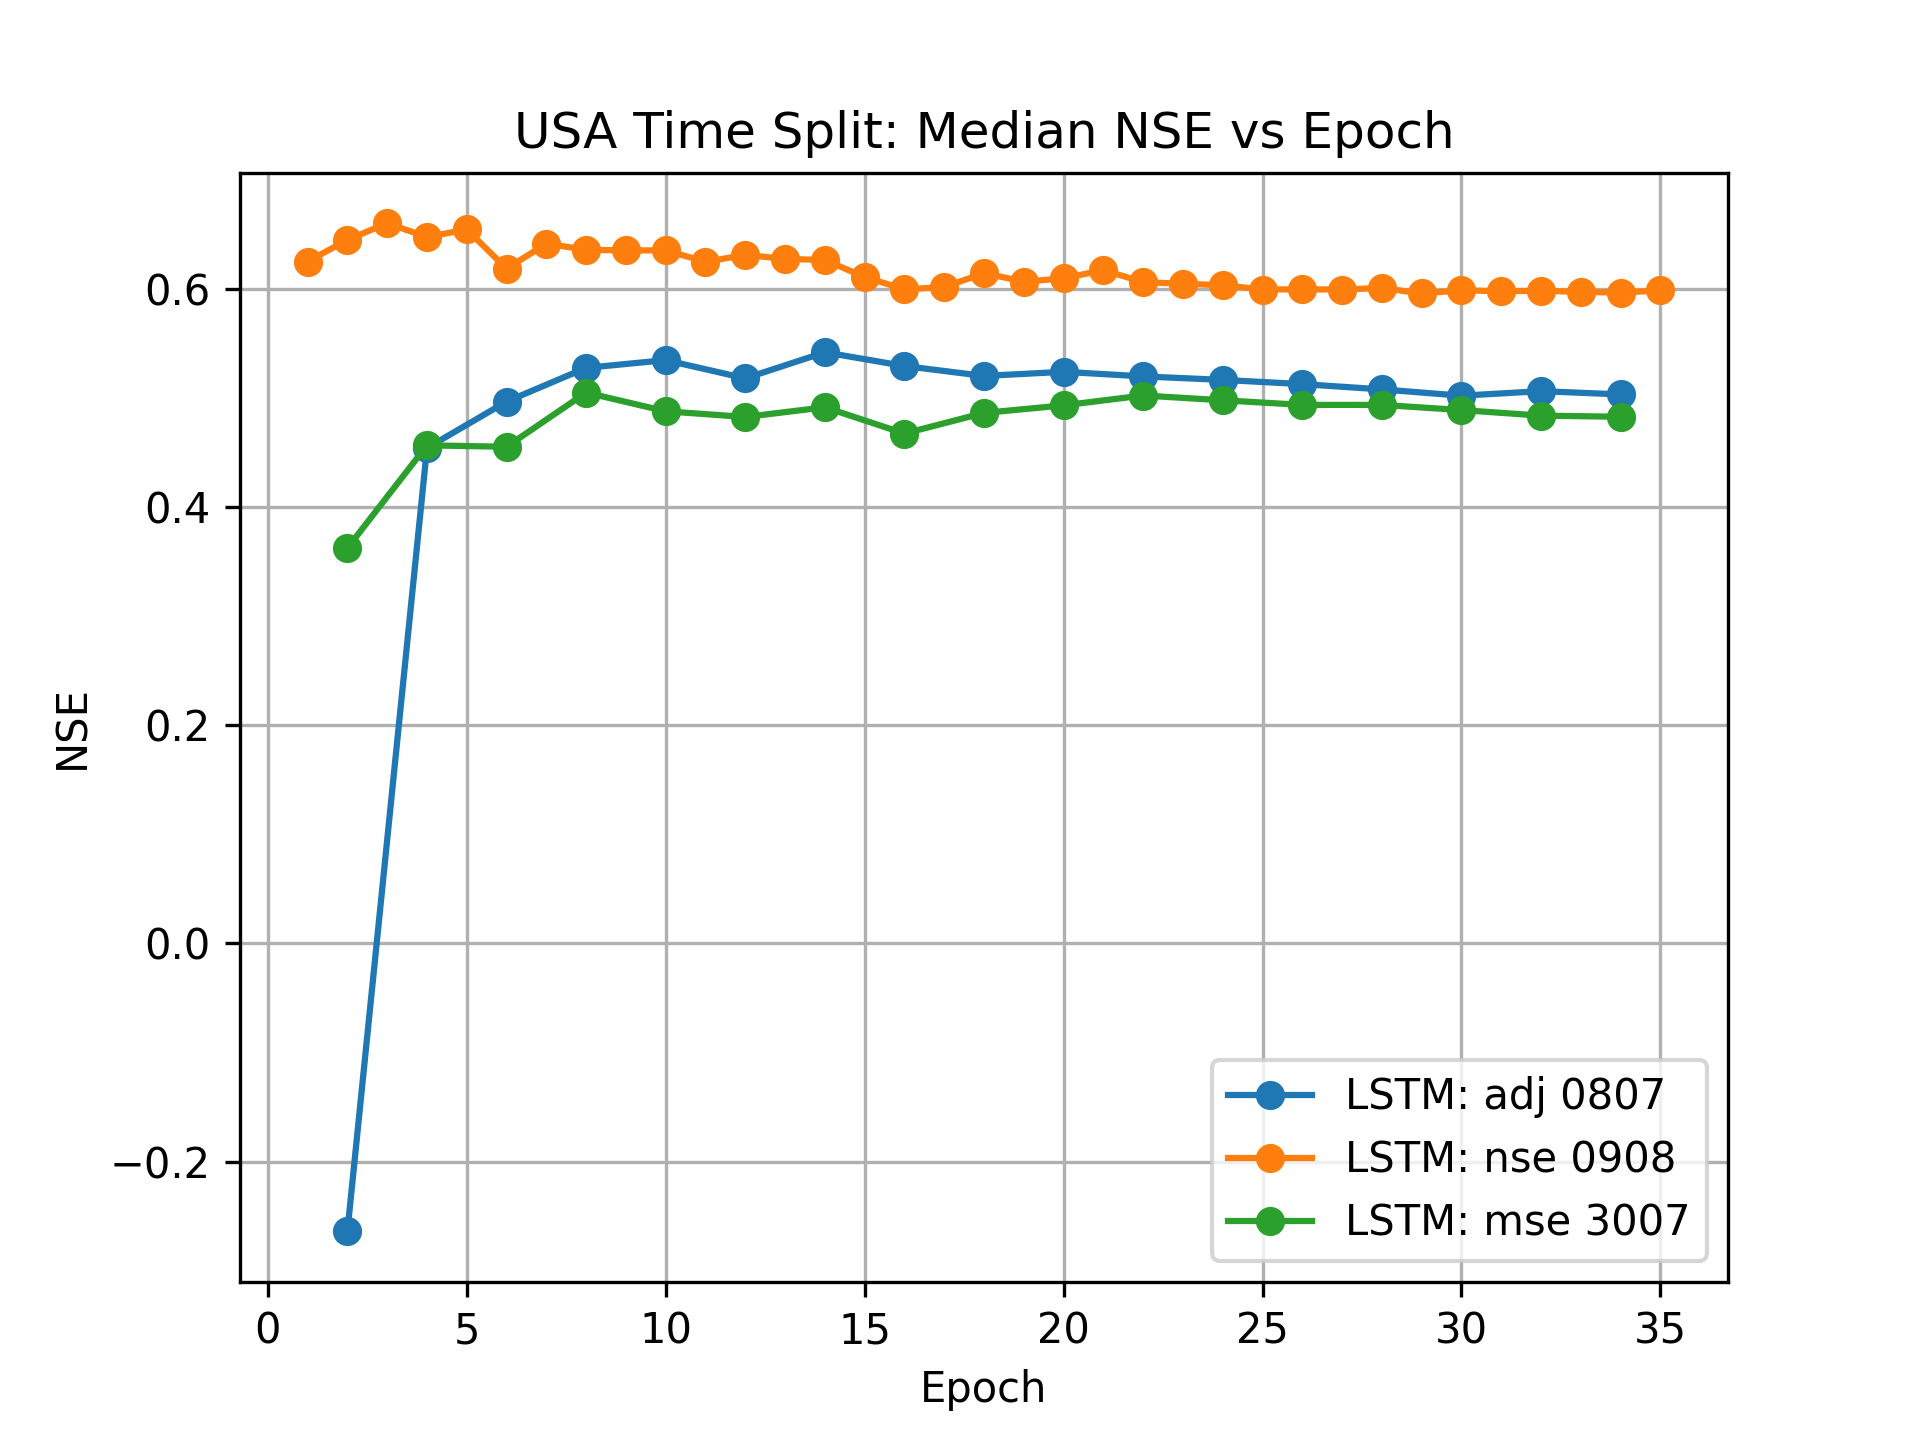 USA Time Split: Median NSE vs Epoch
NSE
0.6
0.4
0.2
0.0
−0.2
0 5 10 15 20 25 30 35
Epoch
LSTM: adj 0807
LSTM: nse 0908
LSTM: mse 3007